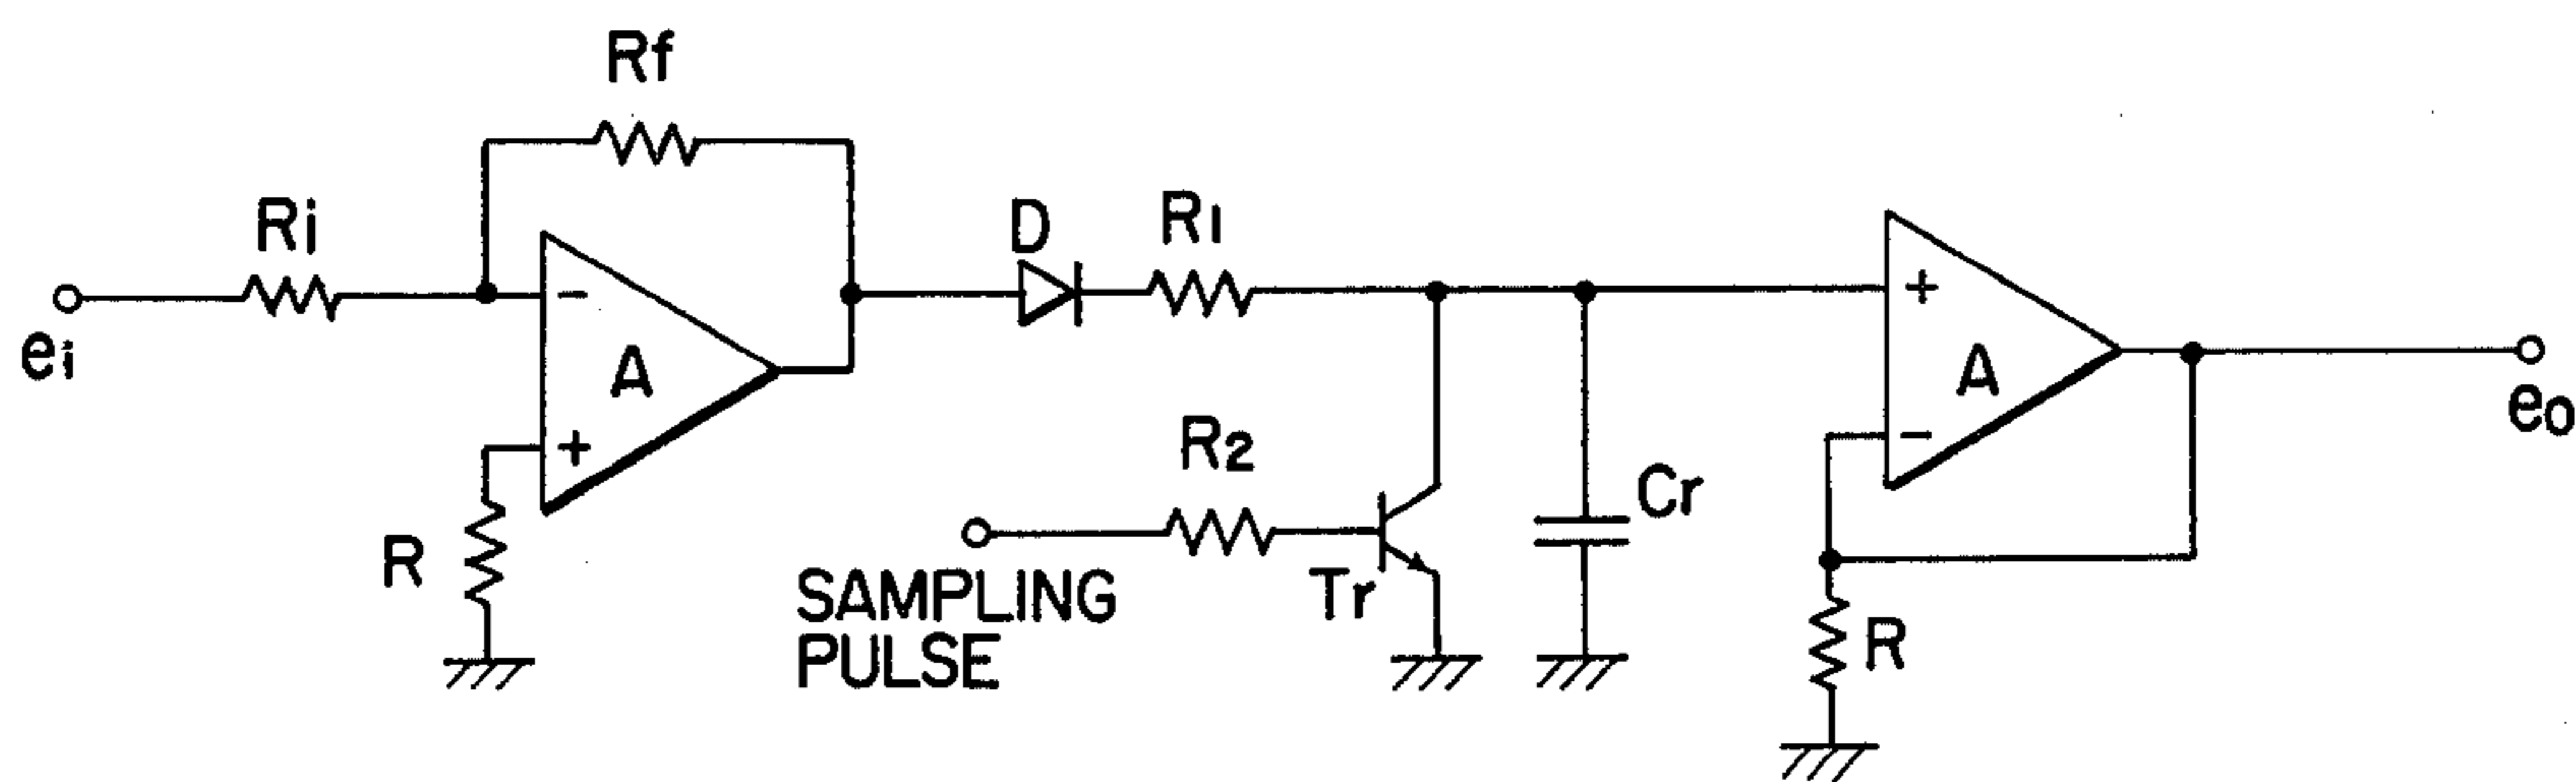 Rf
Ri
D
R1
ei
-
A
+
+
A
-
eo
R2
Cr
R
SAMPLING
PULSE
Tr
R